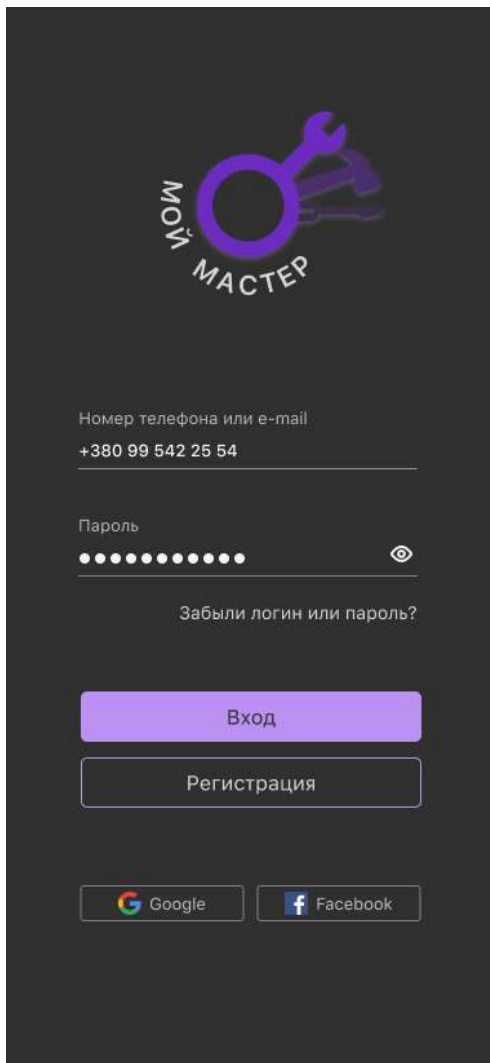 МОЙ МАСТЕР
Номер телефона или e-mail
+380 99 542 25 54
Пароль
●●●●●●●●●●●
Забыли логин или пароль?
Вход
Регистрация
Google
Facebook